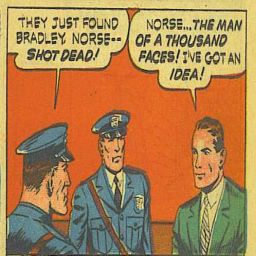 THEY JUST FOUND
BRADLEY NORSE--
SHOT DEAD!
NORSE...THE MAN
OF A THOUSAND
FACES! I'VE GOT AN
IDEA!